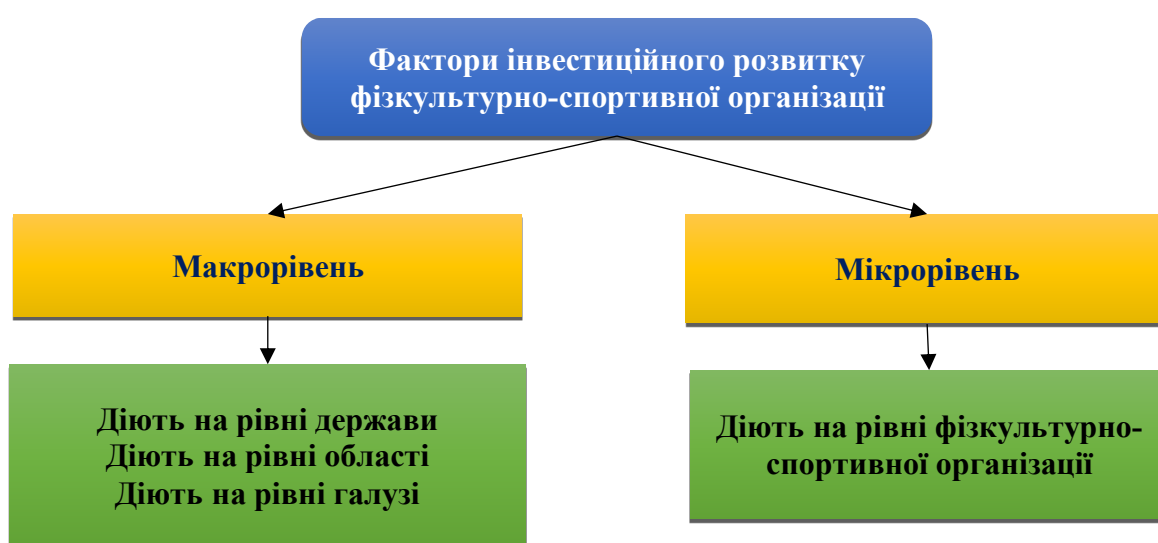 Фактори інвестиційного розвитку
фізкультурно-спортивної організації
Макрорівень
Мікрорівень
Діють на рівні держави
Діють на рівні області
Діють на рівні галузі
Діють на рівні фізкультурно-
спортивної організації